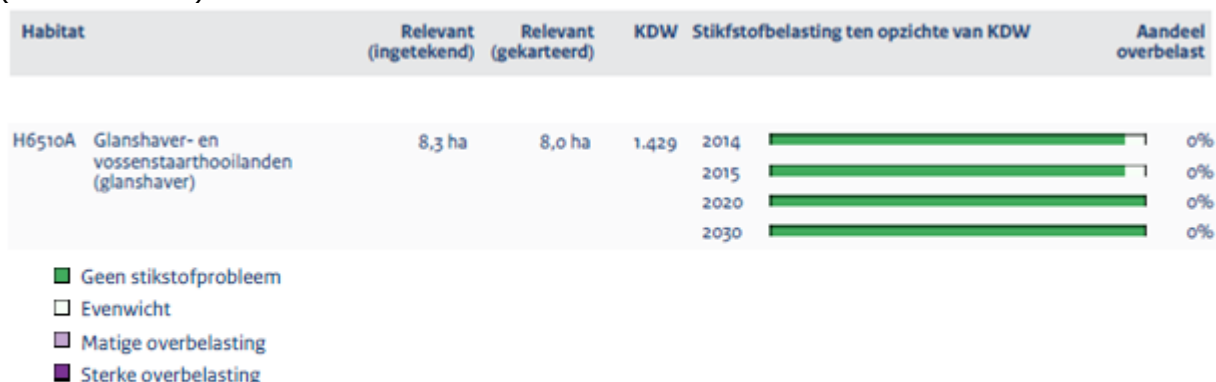 Habitat Relevant Relevant KDW Stikfstofbelasting ten opzichte van KDW Aandeel
(ingetekend) (gekarteerd) overbelast
H6510A Glanshaver- en 8,3 ha 8,0 ha 1.429 2014 0%
vossenstaarthooilanden 2015 0%
(glanshaver)
2020 0%
2030 0%
Geen stikstofprobleem
Evenwicht
Matige overbelasting
Sterke overbelasting